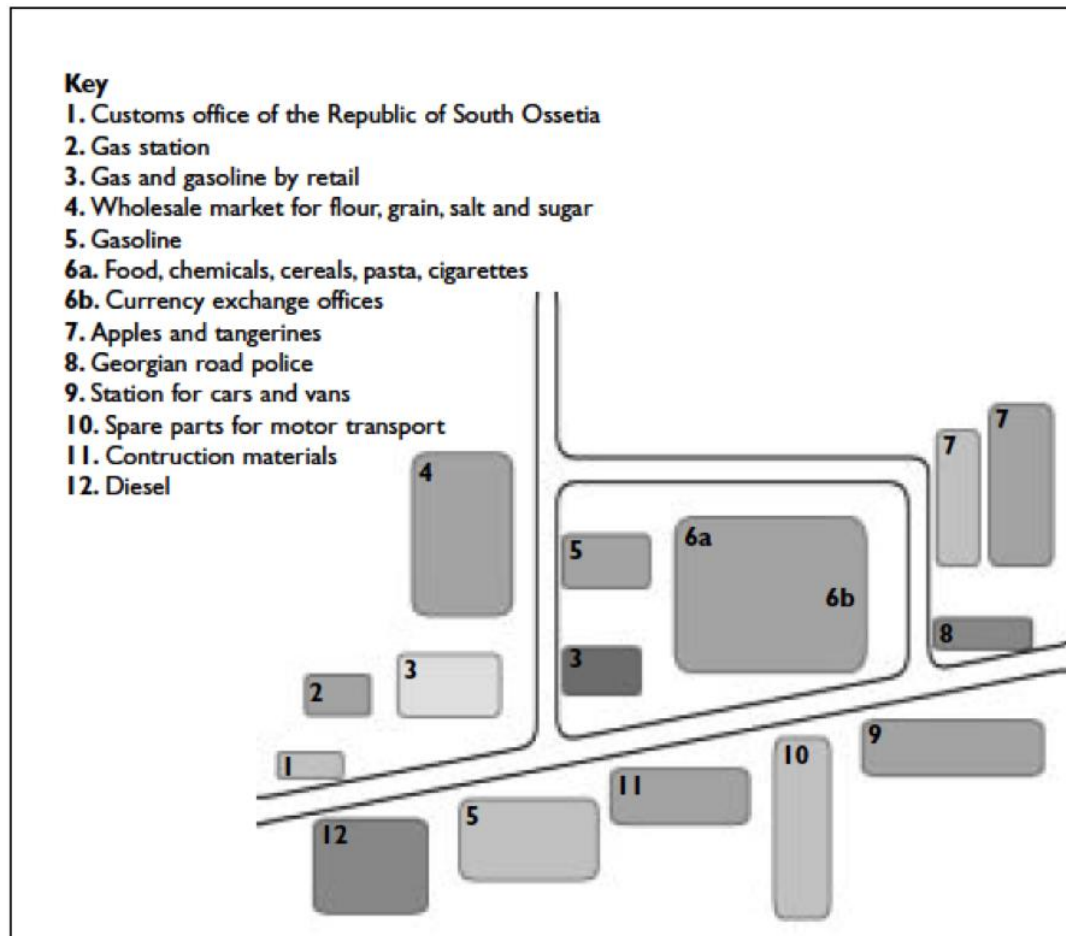 Key
1. Customs office of the Republic of South Ossetia
2. Gas station
3. Gas and gasoline by retail
4. Wholesale market for flour, grain, salt and sugar
5. Gasoline
6a. Food, chemicals, cereals, pasta, cigarettes
6b. Currency exchange offices
7. Apples and tangerines
8. Georgian road police
9. Station for cars and vans
10. Spare parts for motor transport
11. Contruction materials
12. Diesel
7
7
4
6a
5
6b
8
3
3
2
9
10
1
11
5
12